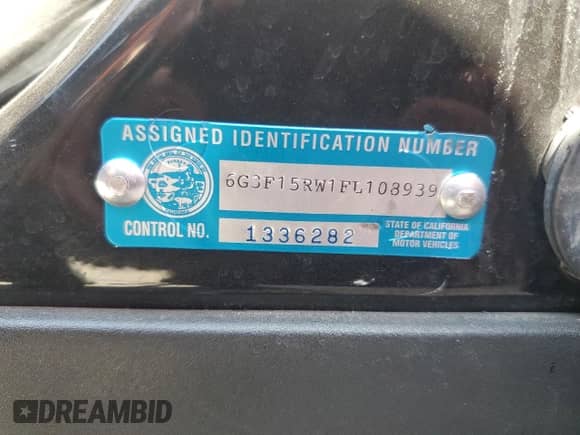 ASSIGNED IDENTIFICATION NUMBER
6G3F15RW1FL108939
CONTROL NO. 1336282
STATE OF CALIFORNIA
DEPARTMENT OF
MOTOR VEHICLES
DREAMBID